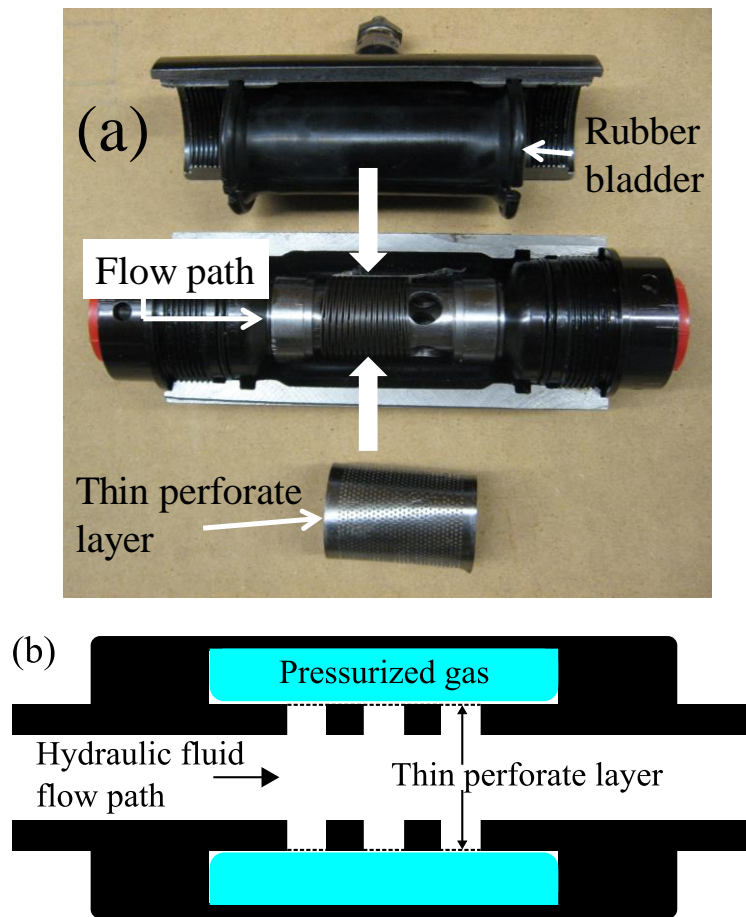 (a)
Rubber
bladder
Flow path
Thin perforate
layer
(b)
Pressurized gas
Hydraulic fluid
flow path
Thin perforate layer